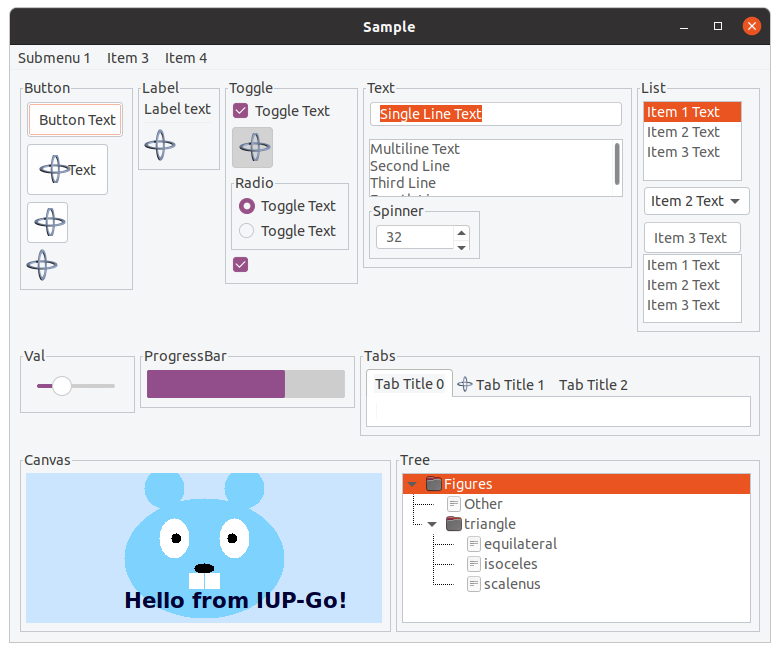 Sample
Submenu 1 Item 3 Item 4
Button
Button Text
Text
Label
Label text
Toggle
Toggle Text
Radio
Toggle Text
Toggle Text
Text
Single Line Text
Multiline Text
Second Line
Third Line
Spinner
32
List
Item 1 Text
Item 2 Text
Item 3 Text
Item 2 Text
Item 3 Text
Item 1 Text
Item 2 Text
Item 3 Text
Val
ProgressBar
Tabs
Tab Title 0 Tab Title 1 Tab Title 2
Canvas
Hello from IUP-Go!
Tree
Figures
Other
triangle
equilateral
isoceles
scalenus